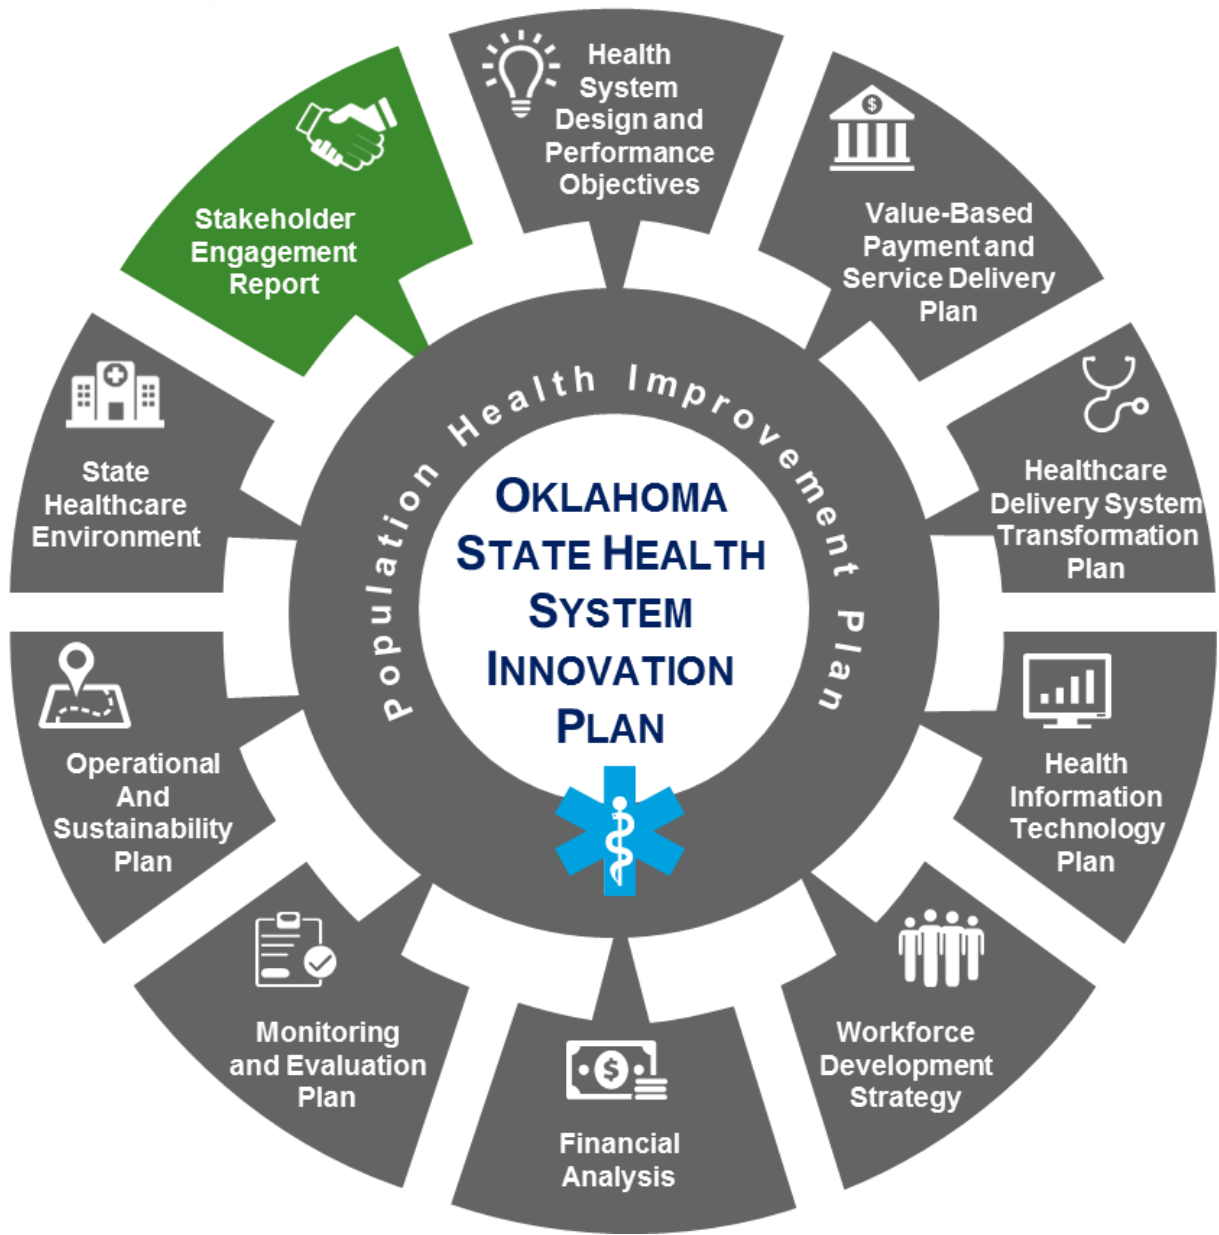 Health
System
Design and
Performance
Objectives
Value-Based
Payment and
Service Delivery
Plan
Healthcare
Delivery System
Transformation
Plan
Health
Information
Technology
Plan
Workforce
Development
Strategy
Financial
Analysis
Monitoring
and Evaluation
Plan
Operational
And
Sustainability
Plan
State
Healthcare
Environment
Stakeholder
Engagement
Report
Population Health Improvement Plan
OKLAHOMA
STATE HEALTH
SYSTEM
INNOVATION
PLAN